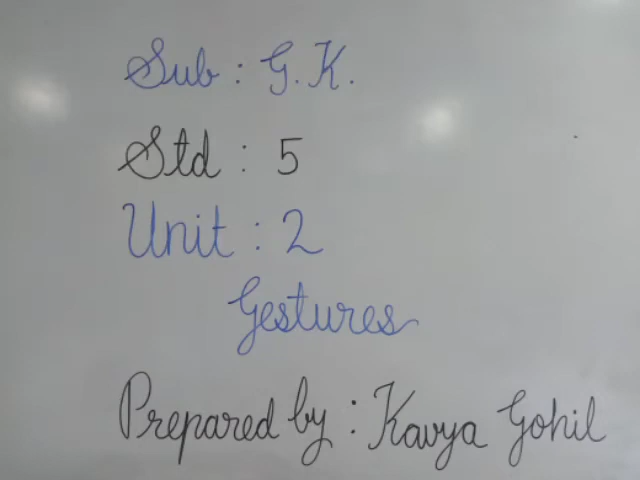 Sub : G.K.
Std : 5
Unit : 2
Gestures
Prepared by : Kavya Gohil